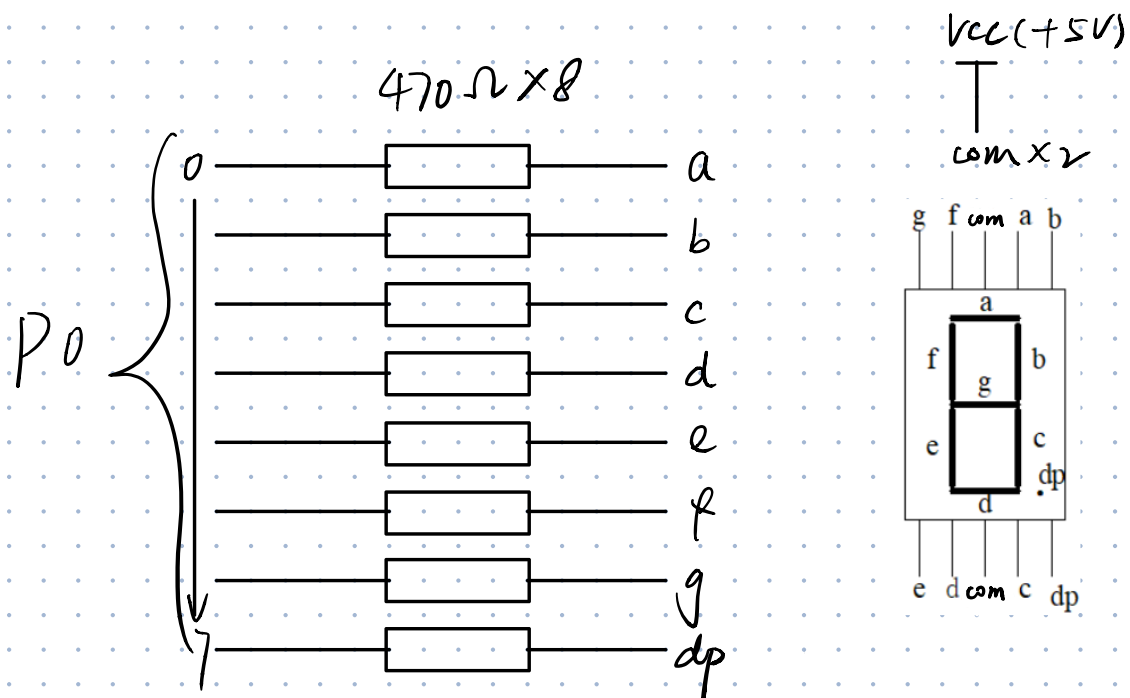 Vcc(+5V)
470Ω×8
com×2
P0
0
a
b
c
d
e
f
g
7
dp
g f com a b
a
f b
g
e c
dp
d
e d com c dp